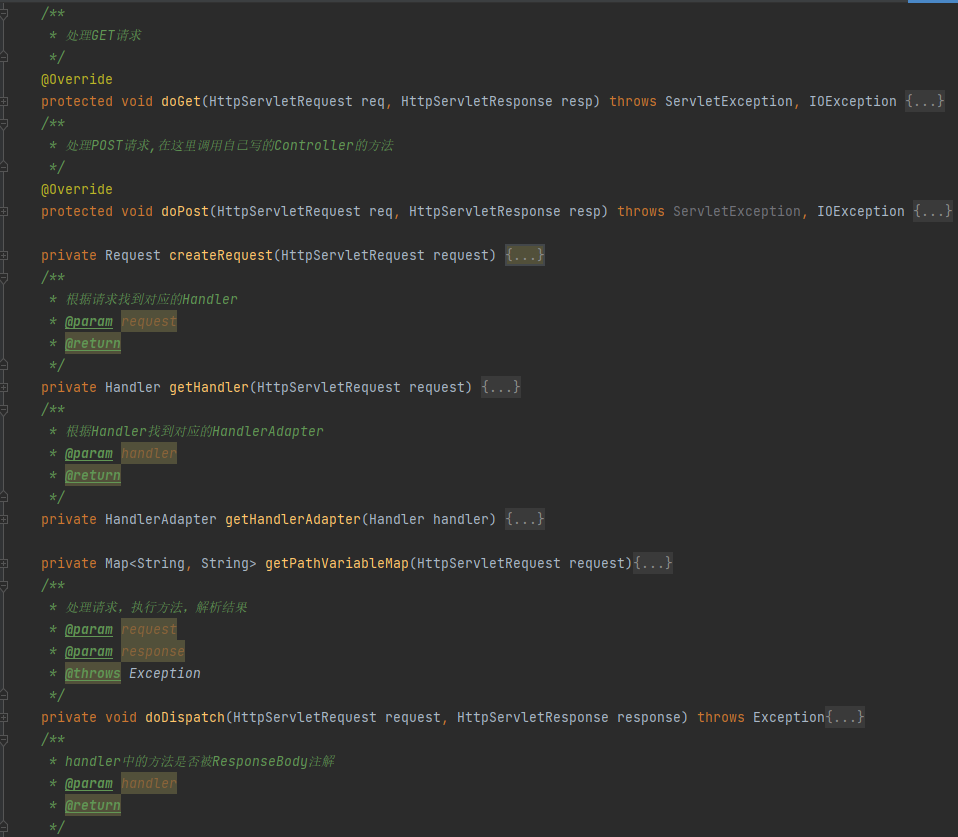 /**
 * 处理GET请求
 */
@Override
protected void doGet(HttpServletRequest req, HttpServletResponse resp) throws ServletException, IOException {...}
/**
 * 处理POST请求,在这里调用自己写的Controller的方法
 */
@Override
protected void doPost(HttpServletRequest req, HttpServletResponse resp) throws ServletException, IOException {...}
private Request createRequest(HttpServletRequest request) {...}
/**
 * 根据请求找到对应的Handler
 * @param request
 * @return
 */
private Handler getHandler(HttpServletRequest request) {...}
/**
 * 根据Handler找到对应的HandlerAdapter
 * @param handler
 * @return
 */
private HandlerAdapter getHandlerAdapter(Handler handler) {...}
private Map<String, String> getPathVariableMap(HttpServletRequest request){...}
/**
 * 处理请求，执行方法，解析结果
 * @param request
 * @param response
 * @throws Exception
 */
private void doDispatch(HttpServletRequest request, HttpServletResponse response) throws Exception{...}
/**
 * handler中的方法是否被ResponseBody注解
 * @param handler
 * @return
 */